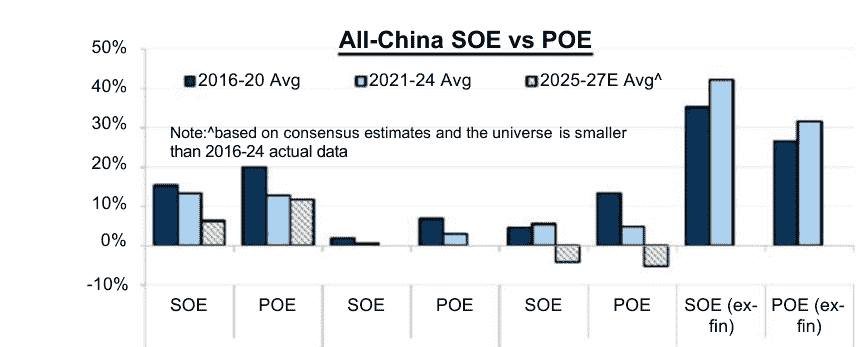 All-China SOE vs POE
50%
2016-20 Avg 2021-24 Avg 2025-27E Avg^
40%
30%
Note:^based on consensus estimates and the universe is smaller
than 2016-24 actual data
20%
10%
0%
-10%
SOE POE SOE POE SOE POE SOE (ex- POE (ex-
fin) fin)